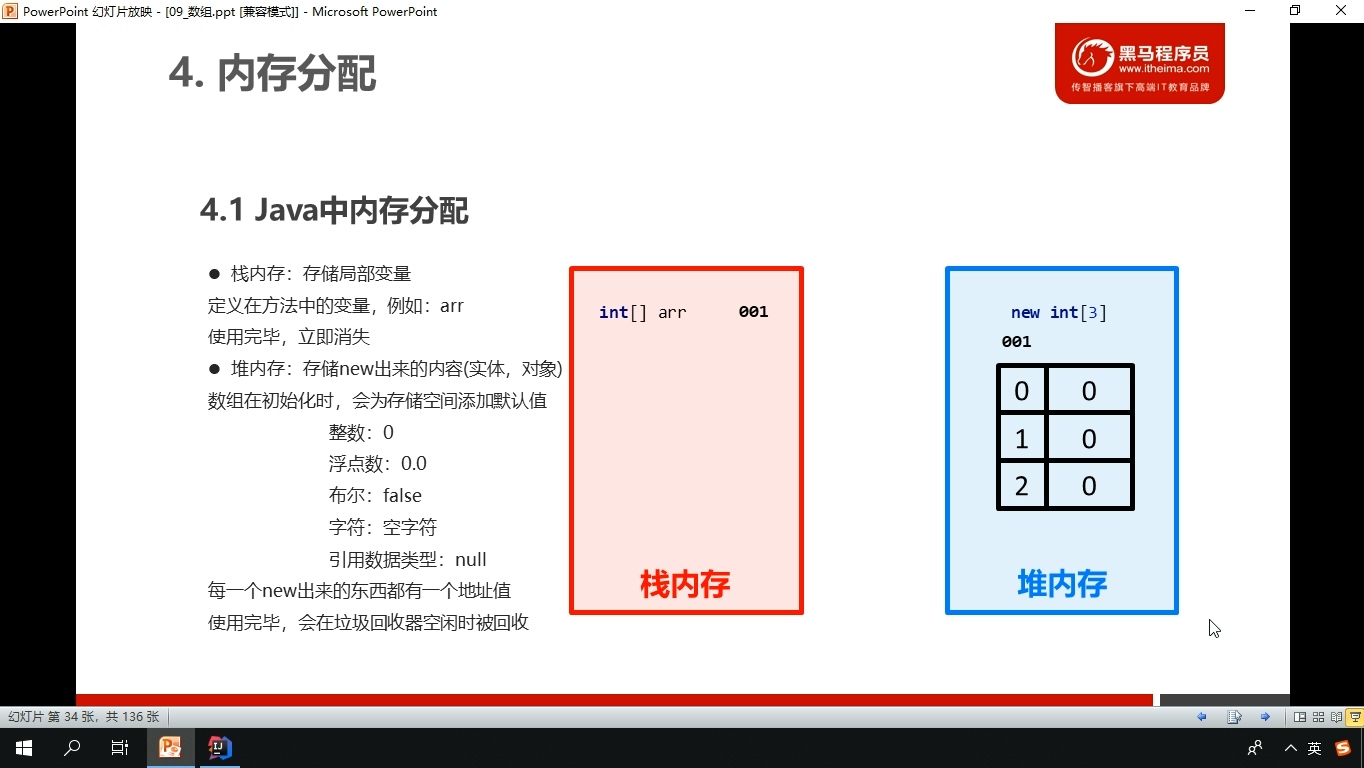 PowerPoint 幻灯片放映 - [09_数组.ppt [兼容模式]] - Microsoft PowerPoint
4. 内存分配
黑马程序员
www.itheima.com
传智播客旗下高端IT教育品牌
4.1 Java中内存分配
● 栈内存：存储局部变量
定义在方法中的变量，例如：arr
使用完毕，立即消失
● 堆内存：存储new出来的内容(实体，对象)
数组在初始化时，会为存储空间添加默认值
整数：0
浮点数：0.0
布尔：false
字符：空字符
引用数据类型：null
每一个new出来的东西都有一个地址值
使用完毕，会在垃圾回收器空闲时被回收
int[] arr 001
栈内存
new int[3]
001
0 0
1 0
2 0
堆内存
幻灯片 第 34 张，共 136 张
英